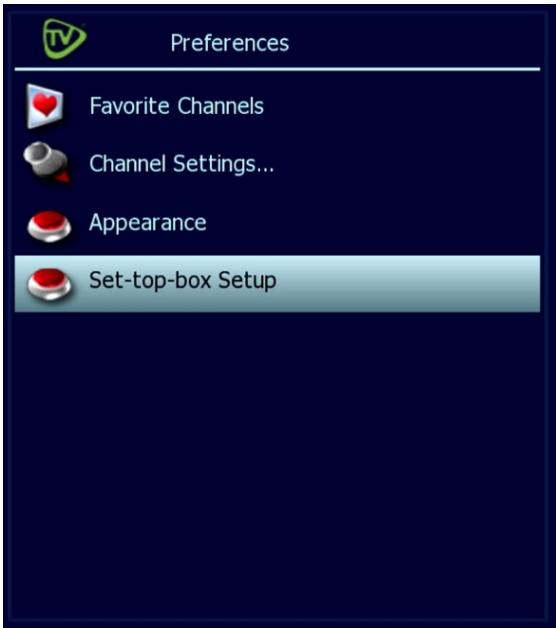 TV
Preferences
Favorite Channels
Channel Settings...
Appearance
Set-top-box Setup